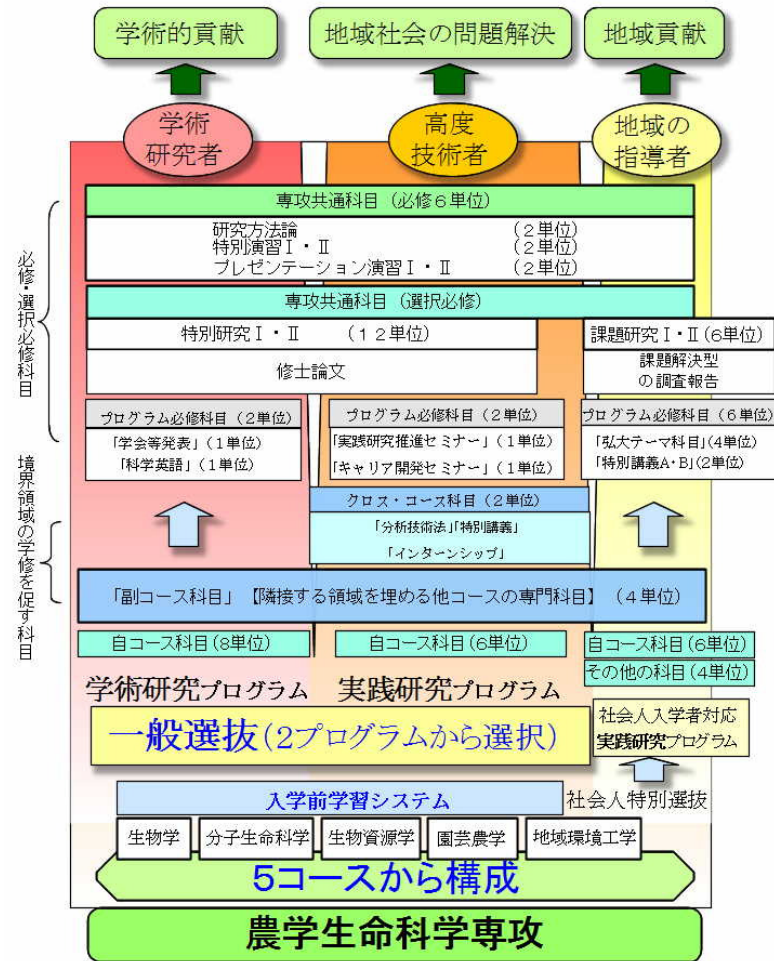 学術的貢献
地域社会の問題解決
地域貢献
学術
研究者
高度
技術者
地域の
指導者
必修・選択必修科目
専攻共通科目(必修6単位)
研究方法論 (2単位)
特別演習Ⅰ・Ⅱ (2単位)
プレゼンテーション演習Ⅰ・Ⅱ (2単位)
専攻共通科目(選択必修)
特別研究Ⅰ・Ⅱ (12単位)
修士論文
課題研究Ⅰ・Ⅱ(6単位)
課題解決型
の調査報告
プログラム必修科目(2単位)
「学会等発表」(1単位)
「科学英語」(1単位)
プログラム必修科目(2単位)
「実践研究推進セミナー」(1単位)
「キャリア開発セミナー」(1単位)
プログラム必修科目(6単位)
「弘大テーマ科目」(4単位)
「特別講義A・B」(2単位)
境界領域の学修を促す科目
クロス・コース科目(2単位)
「分析技術法」「特別講義」
「インターンシップ」
「副コース科目」【隣接する領域を埋める他コースの専門科目】(4単位)
自コース科目(8単位)
自コース科目(6単位)
自コース科目(6単位)
その他の科目(4単位)
学術研究プログラム
実践研究プログラム
一般選抜(2プログラムから選択)
社会人入学者対応
実践研究プログラム
入学前学習システム
社会人特別選抜
生物学
分子生命科学
生物資源学
園芸農学
地域環境工学
5コースから構成
農学生命科学専攻